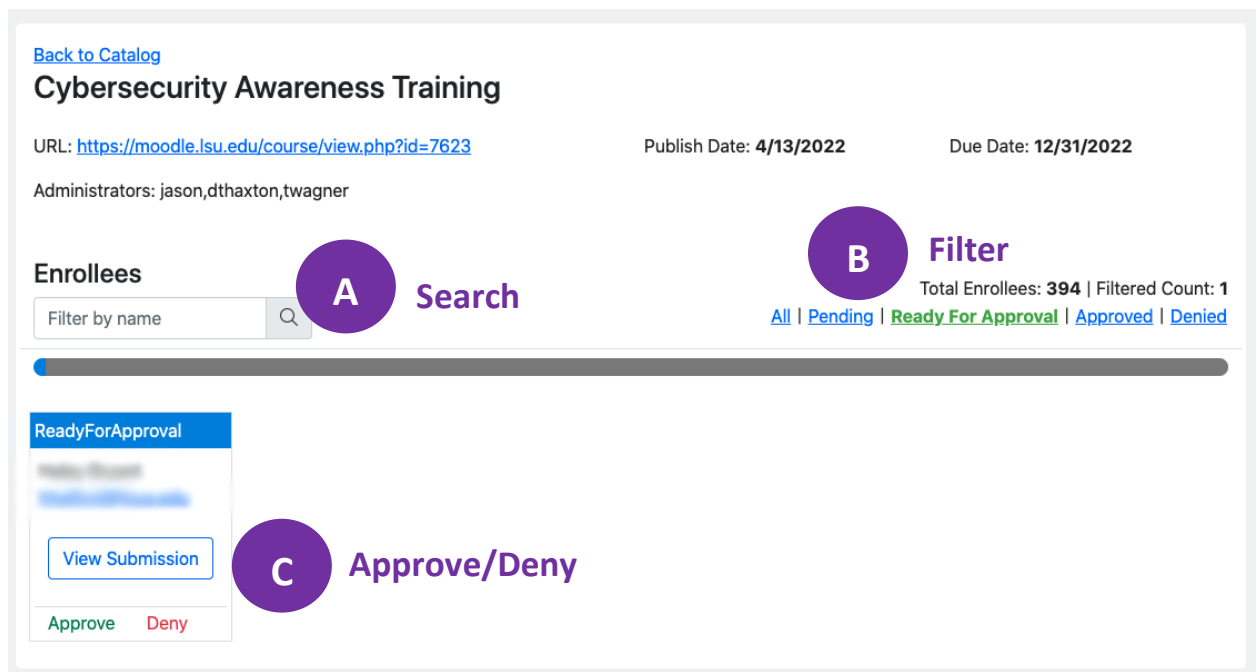 Back to Catalog
Cybersecurity Awareness Training
URL: https://moodle.lsu.edu/course/view.php?id=7623 Publish Date: 4/13/2022 Due Date: 12/31/2022
Administrators: jason,dthaxton,twagner
B Filter
Enrollees
A Search
Total Enrollees: 394 | Filtered Count: 1
Filter by name
All | Pending | Ready For Approval | Approved | Denied
ReadyForApproval
View Submission
C Approve/Deny
Approve Deny